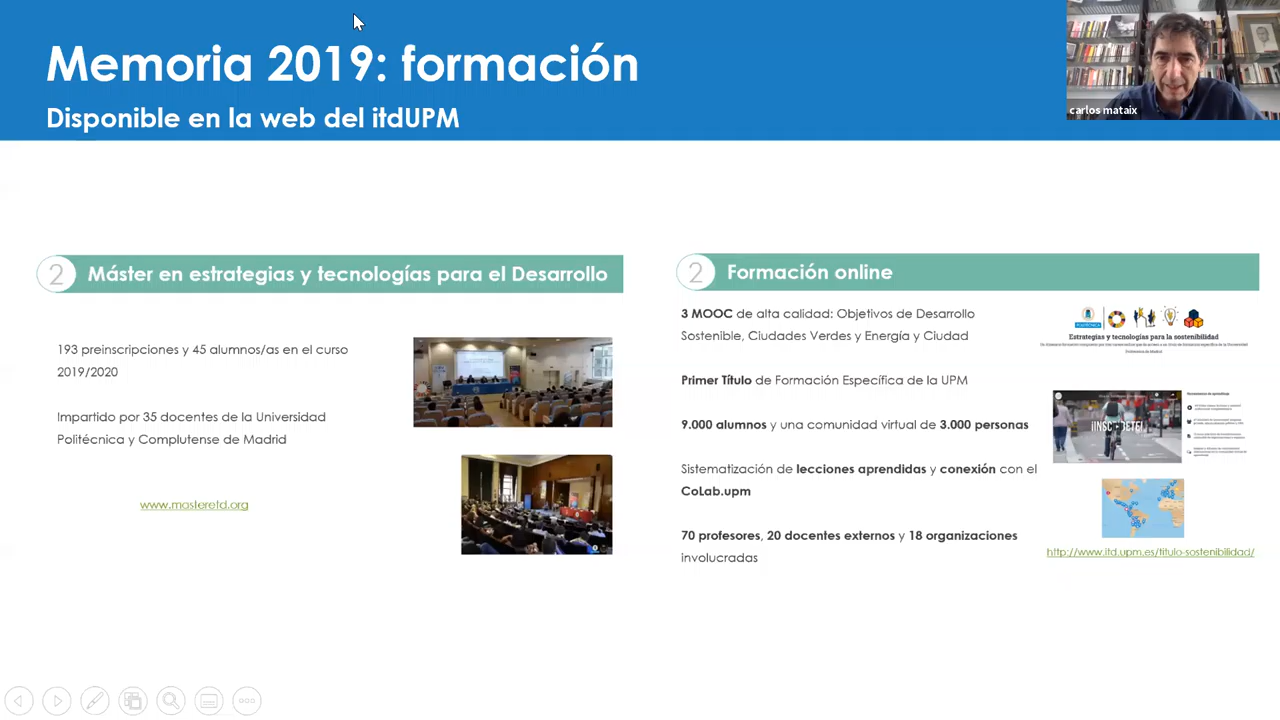 Memoria 2019: formación
Disponible en la web del itdUPM
carlos mataix
2 Máster en estrategias y tecnologías para el Desarrollo
193 preinscripciones y 45 alumnos/as en el curso
2019/2020
Impartido por 35 docentes de la Universidad
Politécnica y Complutense de Madrid
www.masteretd.org
2 Formación online
3 MOOC de alta calidad: Objetivos de Desarrollo
Sostenible, Ciudades Verdes y Energía y Ciudad
Primer Título de Formación Específica de la UPM
9.000 alumnos y una comunidad virtual de 3.000 personas
Sistematización de lecciones aprendidas y conexión con el
CoLab.upm
70 profesores, 20 docentes externos y 18 organizaciones
involucradas
Estrategias y tecnologías para la sostenibilidad
Politécnica de Madrid
http://www.itd.upm.es/titulo-sostenibilidad/